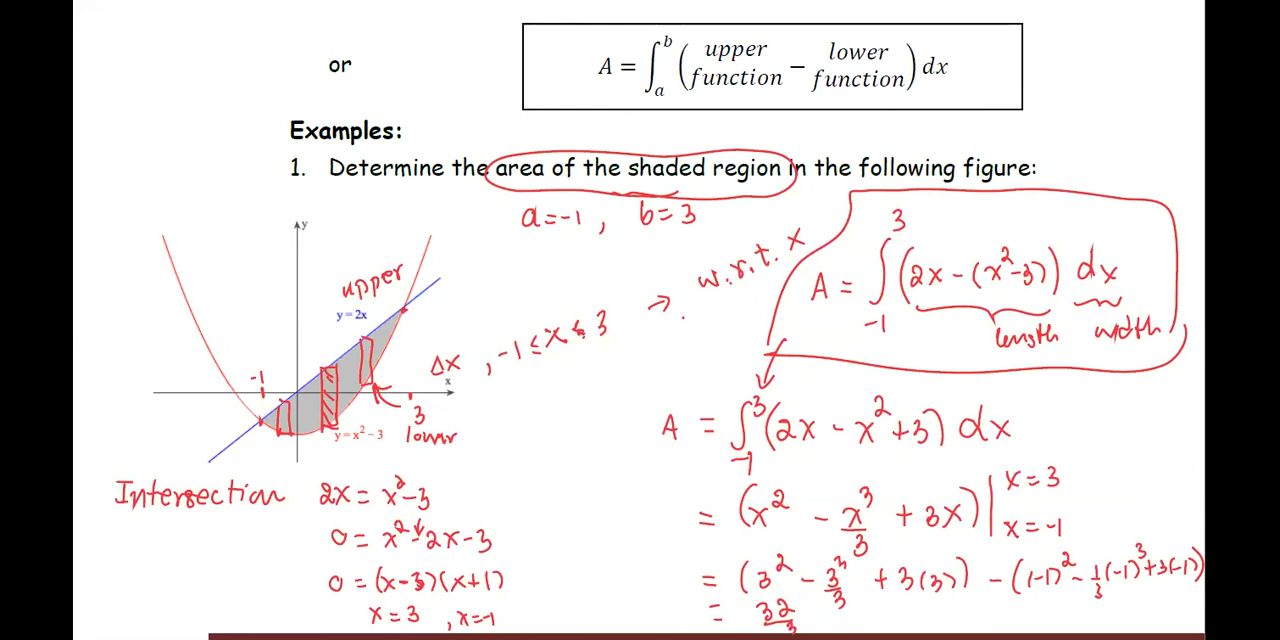 or
A = ∫_a^b (upper function − lower function) dx
Examples:
1. Determine the area of the shaded region in the following figure:
a=-1, b=3
y
upper
y = 2x
-1
Δx, -1 ≤ x ≤ 3 → w.r.t. x
x
3
lower
y = x² − 3
A = ∫_{-1}^{3} (2x - (x²-3)) dx
length width
A = ∫_{-1}^{3} (2x - x² + 3) dx
= (x² - x³/3 + 3x) | x=3 x=-1
= (3² - 3³/3 + 3(3)) - ((-1)² - 1/3(-1)³ + 3(-1))
= 32/3
Intersection 2x = x² - 3
0 = x² - 2x - 3
0 = (x-3)(x+1)
x = 3, x=-1